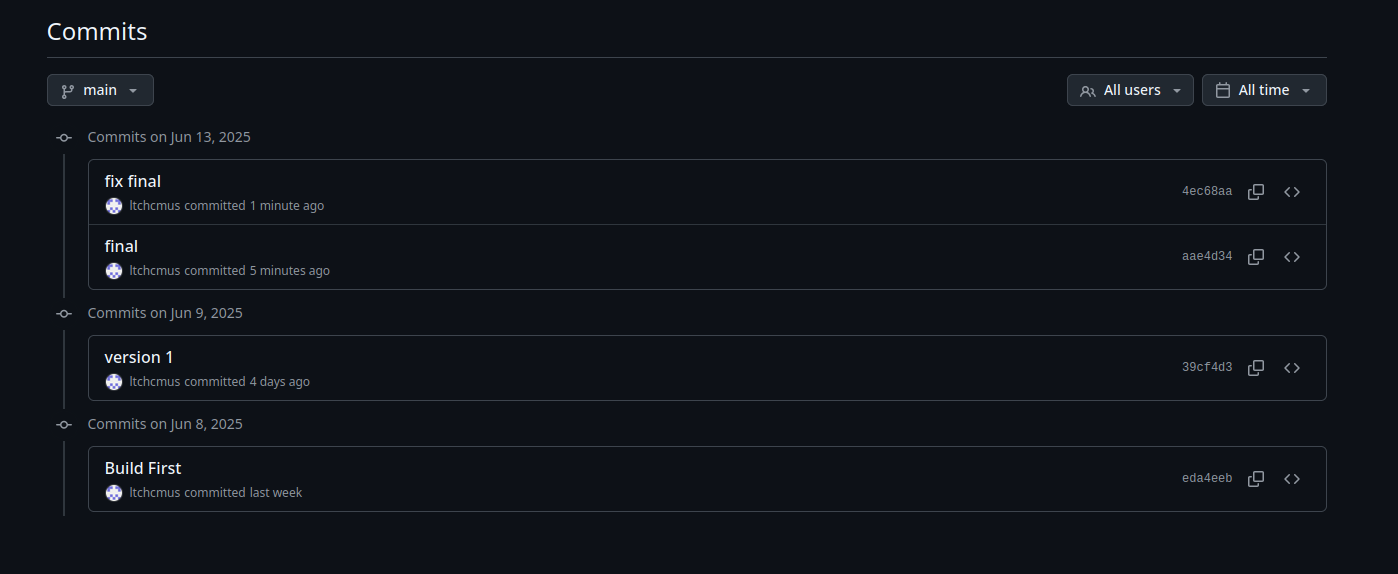 Commits
main
All users
All time
Commits on Jun 13, 2025
fix final
4ec68aa
ltchcmus committed 1 minute ago
final
aae4d34
ltchcmus committed 5 minutes ago
Commits on Jun 9, 2025
version 1
39cf4d3
ltchcmus committed 4 days ago
Commits on Jun 8, 2025
Build First
eda4eeb
ltchcmus committed last week